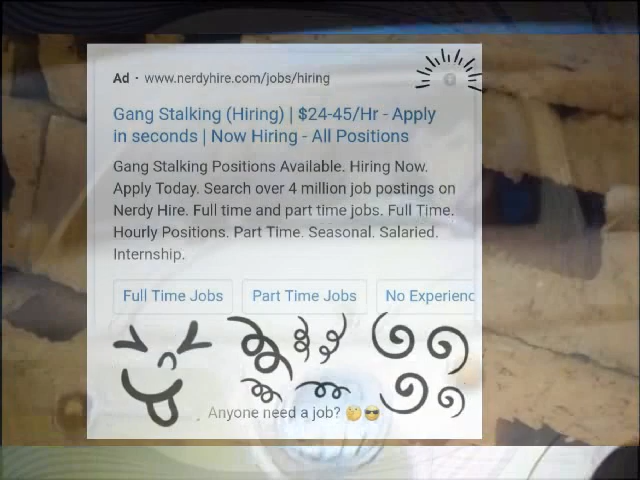 Ad · www.nerdyhire.com/jobs/hiring
Gang Stalking (Hiring) | $24-45/Hr - Apply
in seconds | Now Hiring - All Positions
Gang Stalking Positions Available. Hiring Now.
Apply Today. Search over 4 million job postings on
Nerdy Hire. Full time and part time jobs. Full Time.
Hourly Positions. Part Time. Seasonal. Salaried.
Internship.
Full Time Jobs Part Time Jobs No Experienc
Anyone need a job? 🤔😎